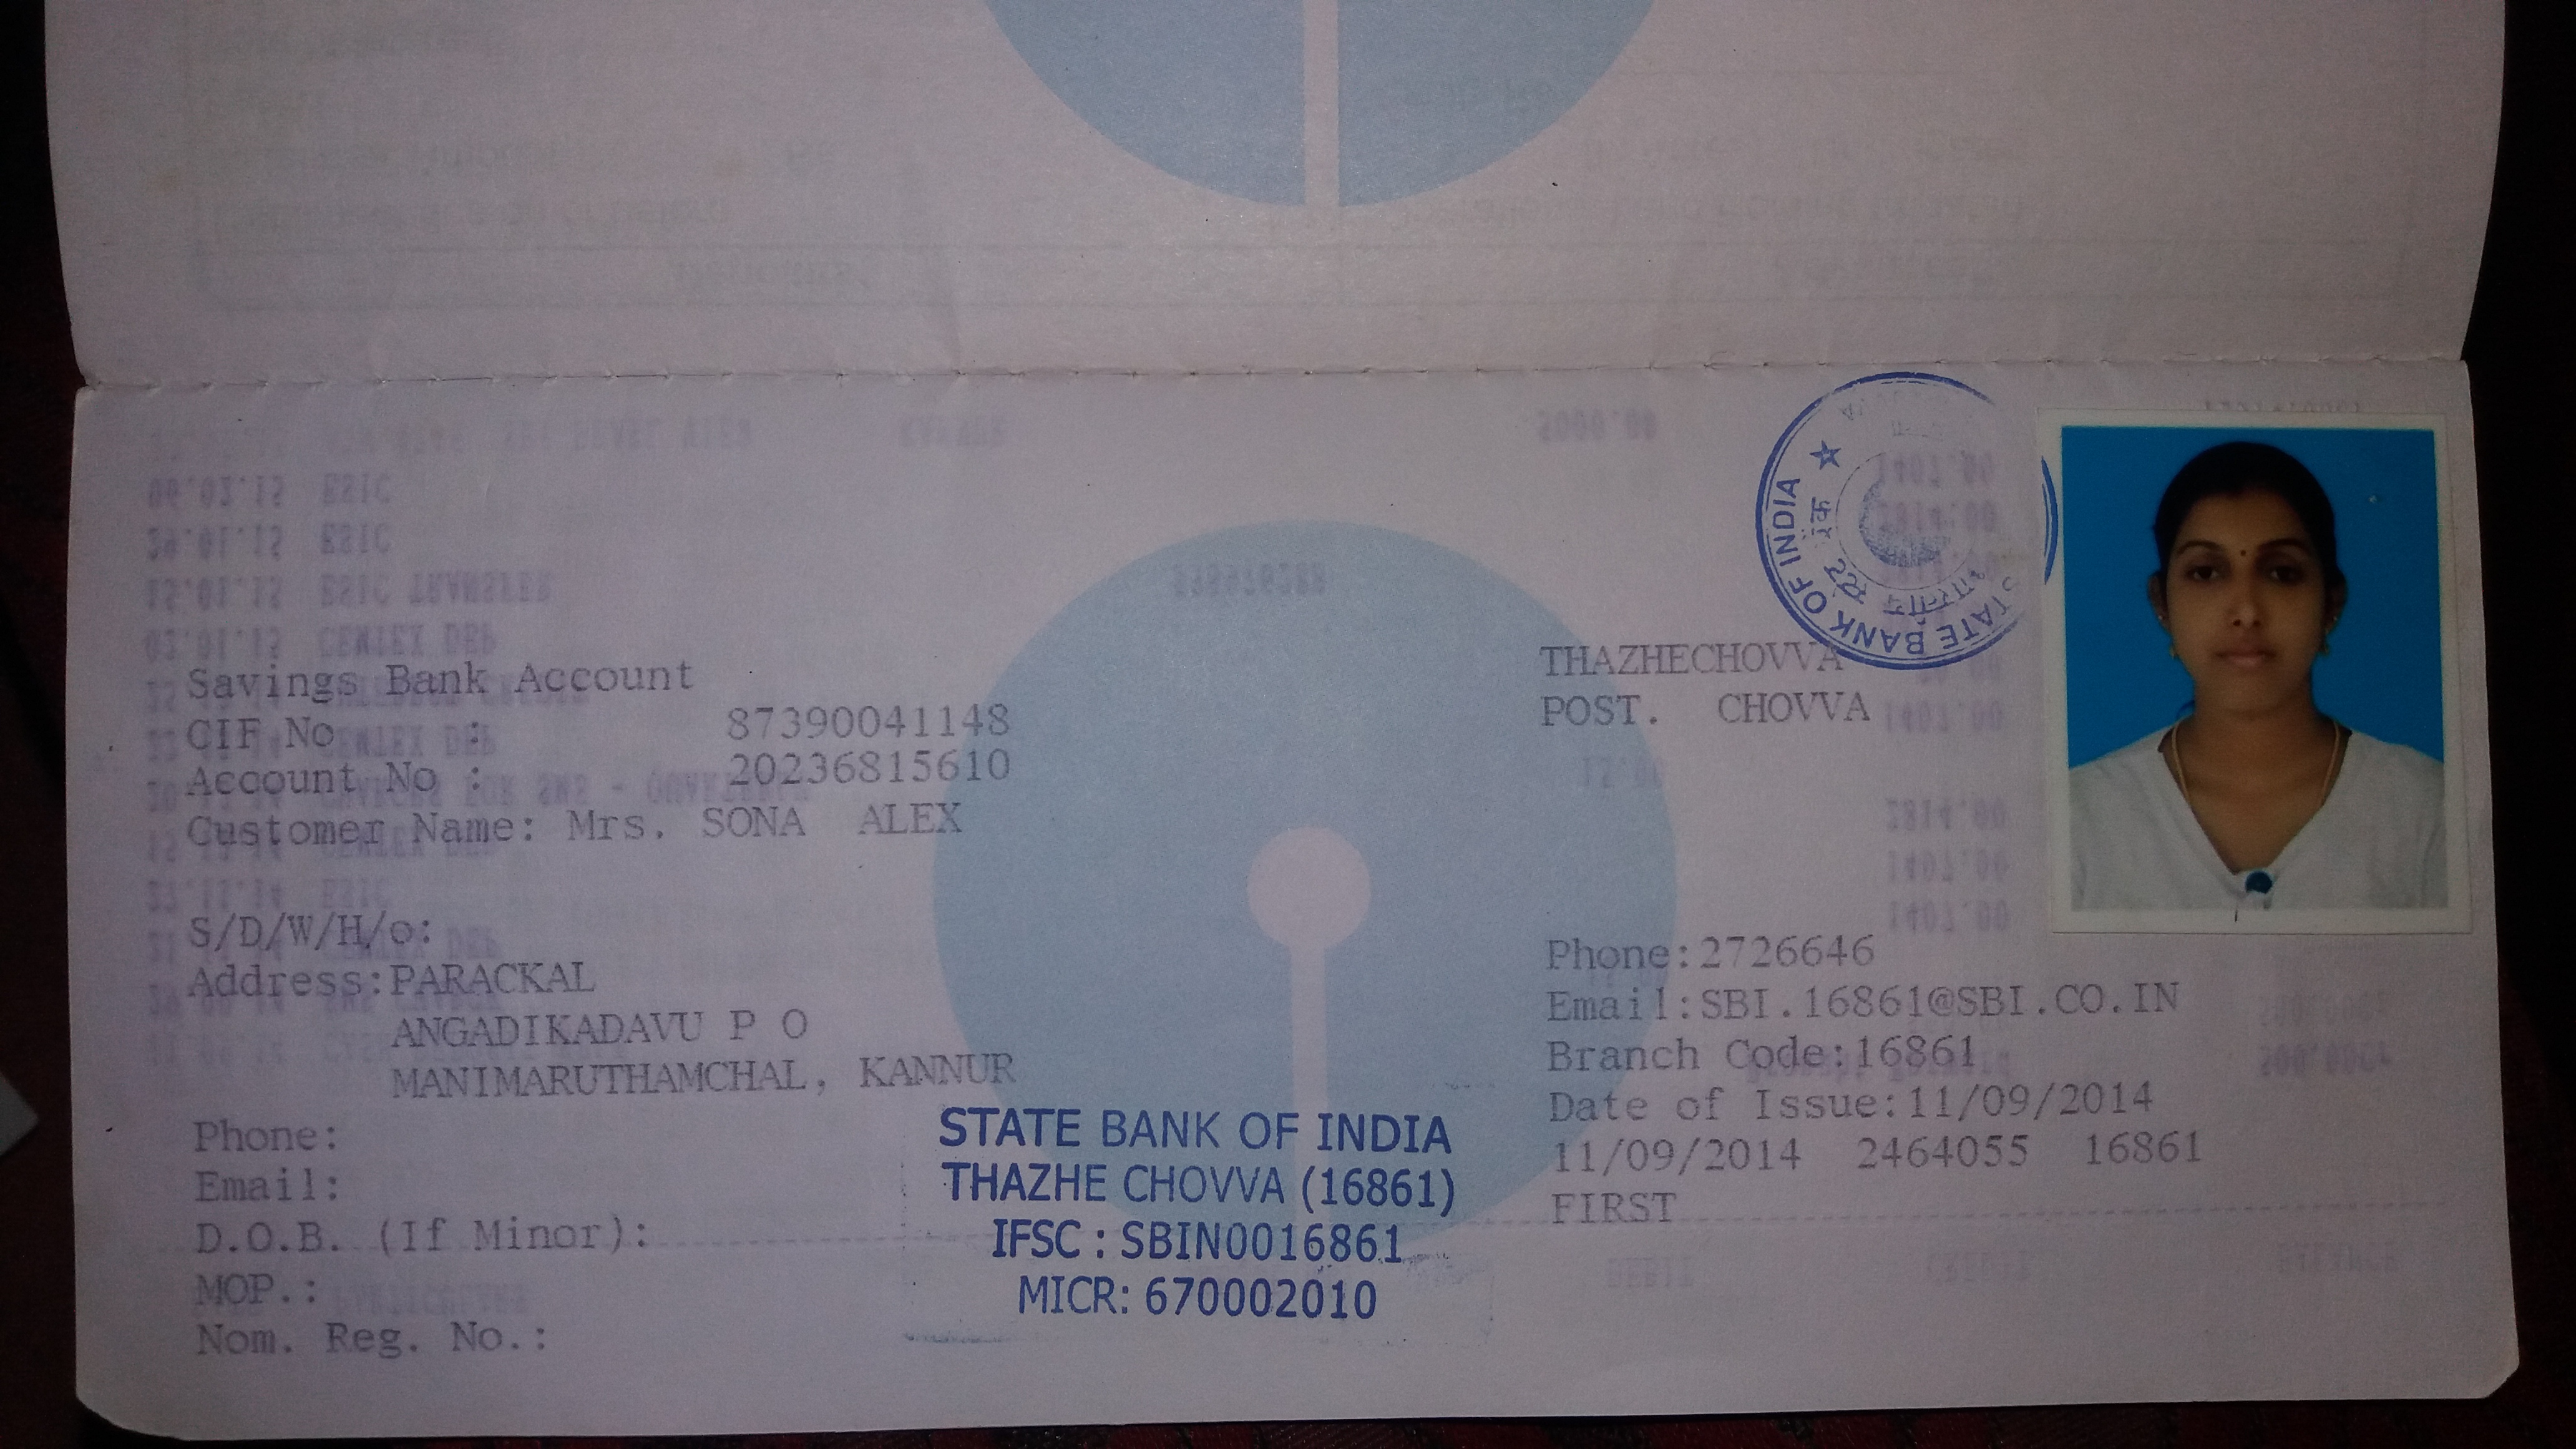 Savings Bank Account
CIF No : 87390041148
Account No : 20236815610
Customer Name: Mrs. SONA ALEX
S/D/W/H/o:
Address:PARACKAL
ANGADIKADAVU P O
MANIMARUTHAMCHAL, KANNUR
Phone:
Email:
D.O.B. (If Minor):
MOP.:
Nom. Reg. No.:
STATE BANK OF INDIA
THAZHE CHOVVA (16861)
IFSC : SBIN0016861
MICR: 670002010
THAZHECHOVVA
POST. CHOVVA
Phone:2726646
Email:SBI.16861@SBI.CO.IN
Branch Code:16861
Date of Issue:11/09/2014
11/09/2014 2464055 16861
FIRST
STATE BANK OF INDIA
भारतीय स्टेट बैंक